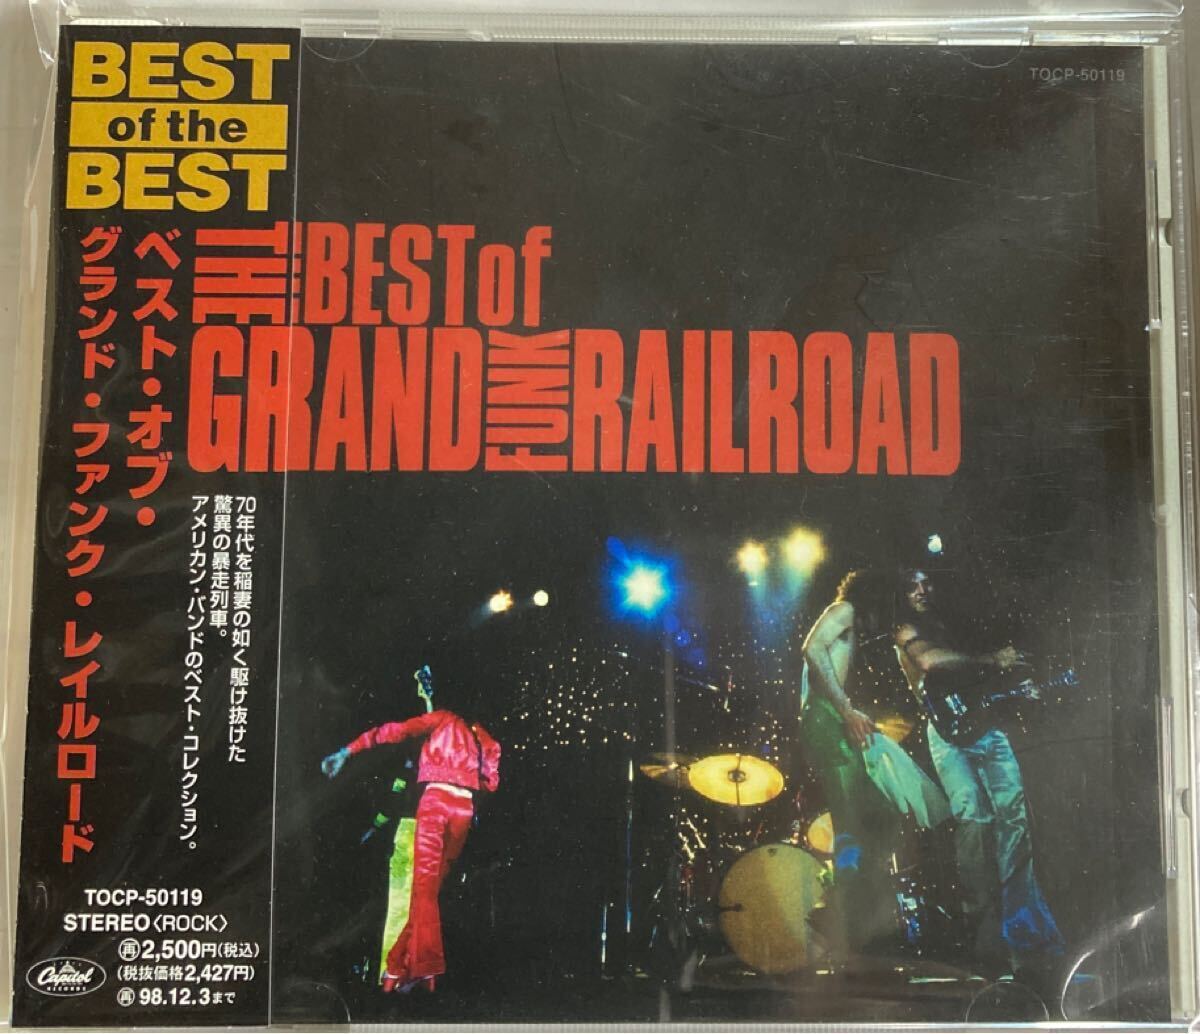 BEST
of the
BEST
ベスト・オブ・
グランド・ファンク・レイルロード
70年代を稲妻の如く駆け抜けた
驚異の暴走列車。
アメリカン・バンドのベスト・コレクション。
TOCP-50119
STEREO〈ROCK〉
再2,500円(税込)
(税抜価格2,427円)
再98.12.3まで
Capitol
RECORDS
TOCP-50119
THE BEST of
GRAND FUNK RAILROAD